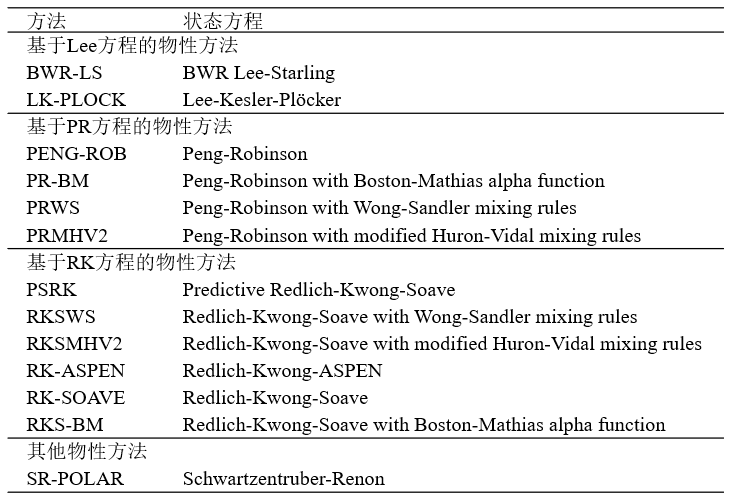 方法 状态方程
基于Lee方程的物性方法
BWR-LS BWR Lee-Starling
LK-PLOCK Lee-Kesler-Plöcker
基于PR方程的物性方法
PENG-ROB Peng-Robinson
PR-BM Peng-Robinson with Boston-Mathias alpha function
PRWS Peng-Robinson with Wong-Sandler mixing rules
PRMHV2 Peng-Robinson with modified Huron-Vidal mixing rules
基于RK方程的物性方法
PSRK Predictive Redlich-Kwong-Soave
RKSWS Redlich-Kwong-Soave with Wong-Sandler mixing rules
RKSMHV2 Redlich-Kwong-Soave with modified Huron-Vidal mixing rules
RK-ASPEN Redlich-Kwong-ASPEN
RK-SOAVE Redlich-Kwong-Soave
RKS-BM Redlich-Kwong-Soave with Boston-Mathias alpha function
其他物性方法
SR-POLAR Schwartzentruber-Renon